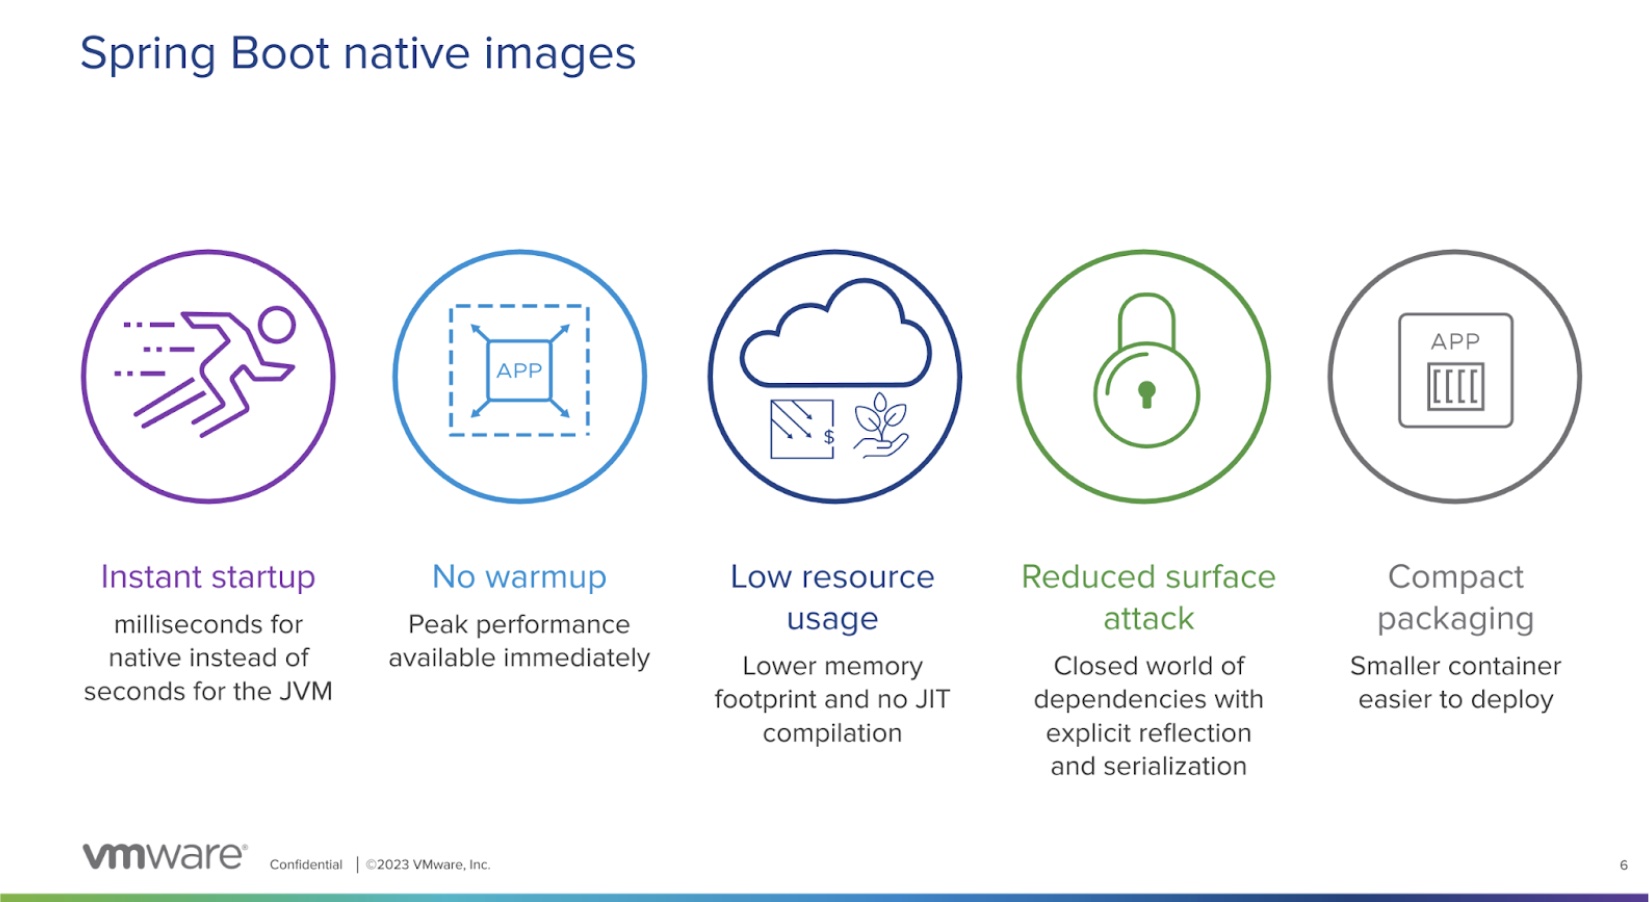 Spring Boot native images
APP
$
APP
Instant startup
milliseconds for
native instead of
seconds for the JVM
No warmup
Peak performance
available immediately
Low resource
usage
Lower memory
footprint and no JIT
compilation
Reduced surface
attack
Closed world of
dependencies with
explicit reflection
and serialization
Compact
packaging
Smaller container
easier to deploy
vmware®
Confidential | ©2023 VMware, Inc.
6